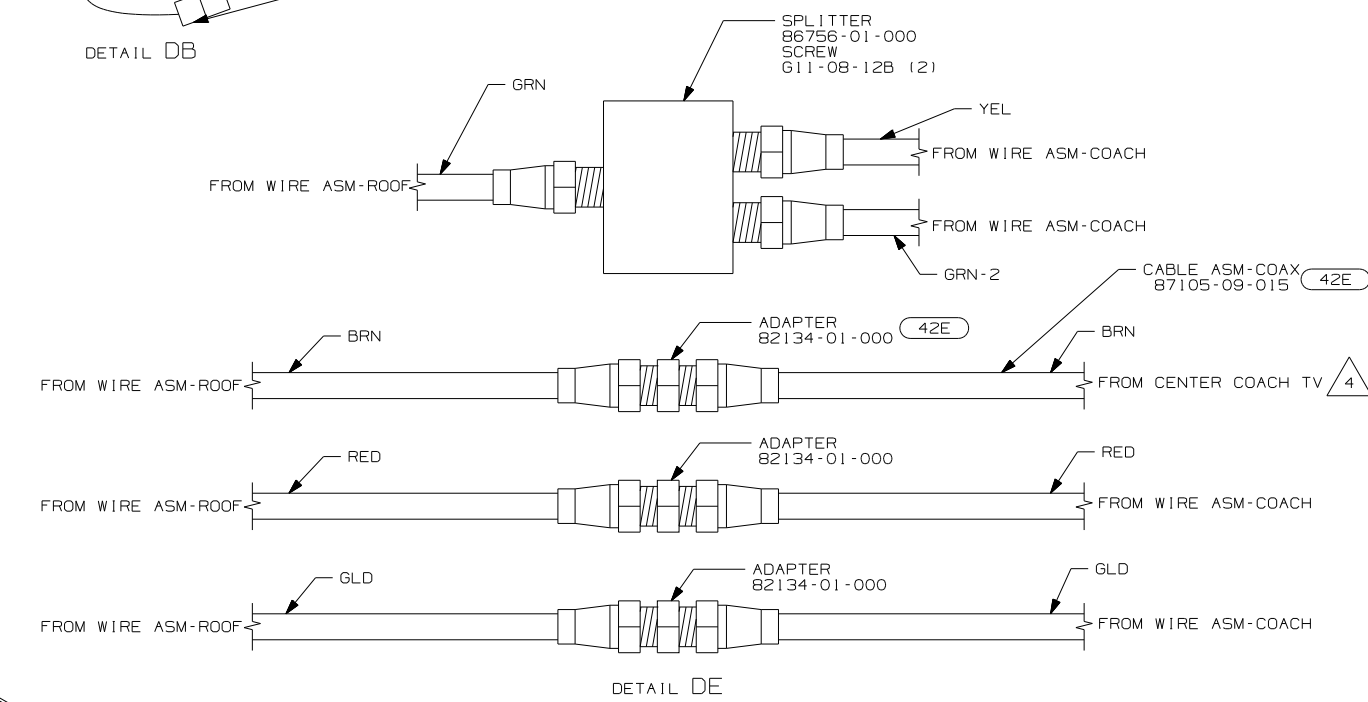 DETAIL DB
SPLITTER
86756-01-000
SCREW
G11-08-12B (2)
GRN
YEL
FROM WIRE ASM-COACH
FROM WIRE ASM-ROOF
FROM WIRE ASM-COACH
GRN-2
CABLE ASM-COAX
87105-09-015
42E
ADAPTER
82134-01-000
42E
BRN
BRN
FROM WIRE ASM-ROOF
FROM CENTER COACH TV
4
ADAPTER
82134-01-000
RED
RED
FROM WIRE ASM-ROOF
FROM WIRE ASM-COACH
ADAPTER
82134-01-000
GLD
GLD
FROM WIRE ASM-ROOF
FROM WIRE ASM-COACH
DETAIL DE